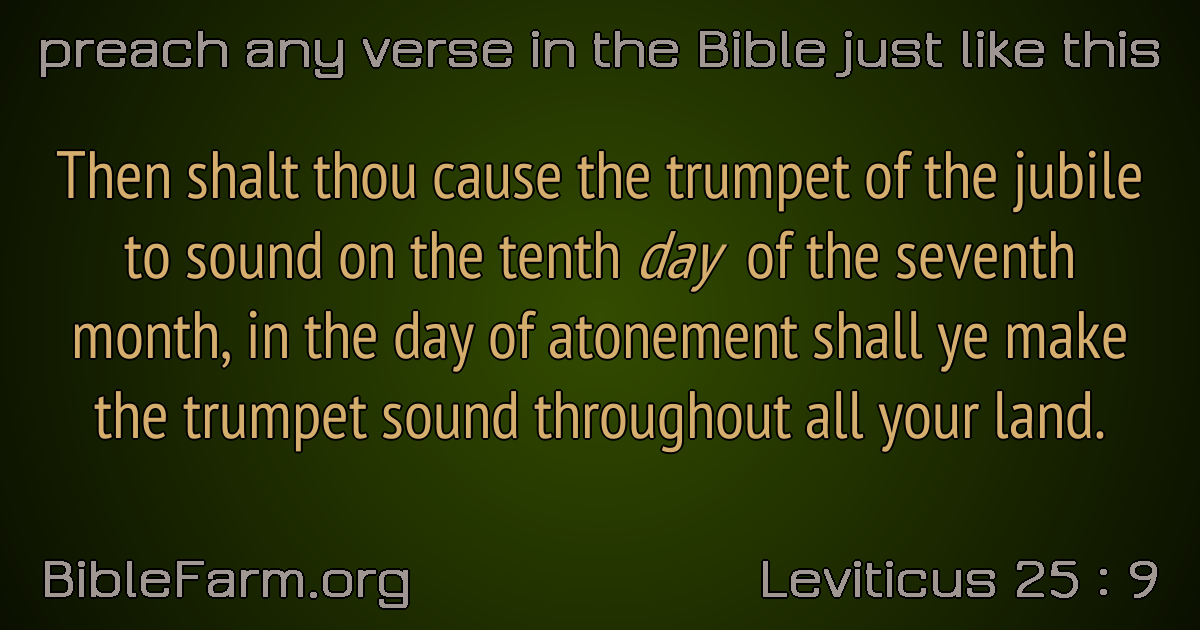 preach any verse in the Bible just like this
Then shalt thou cause the trumpet of the jubile
to sound on the tenth day of the seventh
month, in the day of atonement shall ye make
the trumpet sound throughout all your land.
BibleFarm.org
Leviticus 25 : 9